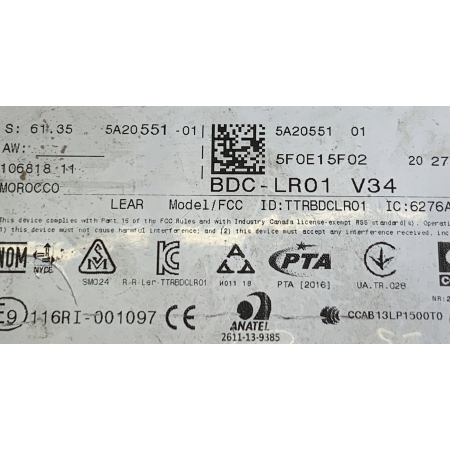 S: 61.35 5A20551 -01 5A20551 01
AW: 5F0E15F02 20 27
106818 11
MOROCCO BDC-LR01 V34
LEAR Model/FCC ID:TTRBDCLR01 IC:6276A
This device complies with Part 15 of the FCC Rules and with Industry Canada license-exempt RSS standard(s). Operation
1) this device must not cause harmful interference; and (2) this device must accept any interference received, inc
NOM NYCE PTA
SMO24 R-R-Ler-TTRBDCLR01 PTA [2016] UA.TR.028
E9 116RI-001097 CE ANATEL CCAB13LP1500T0
2611-13-9385